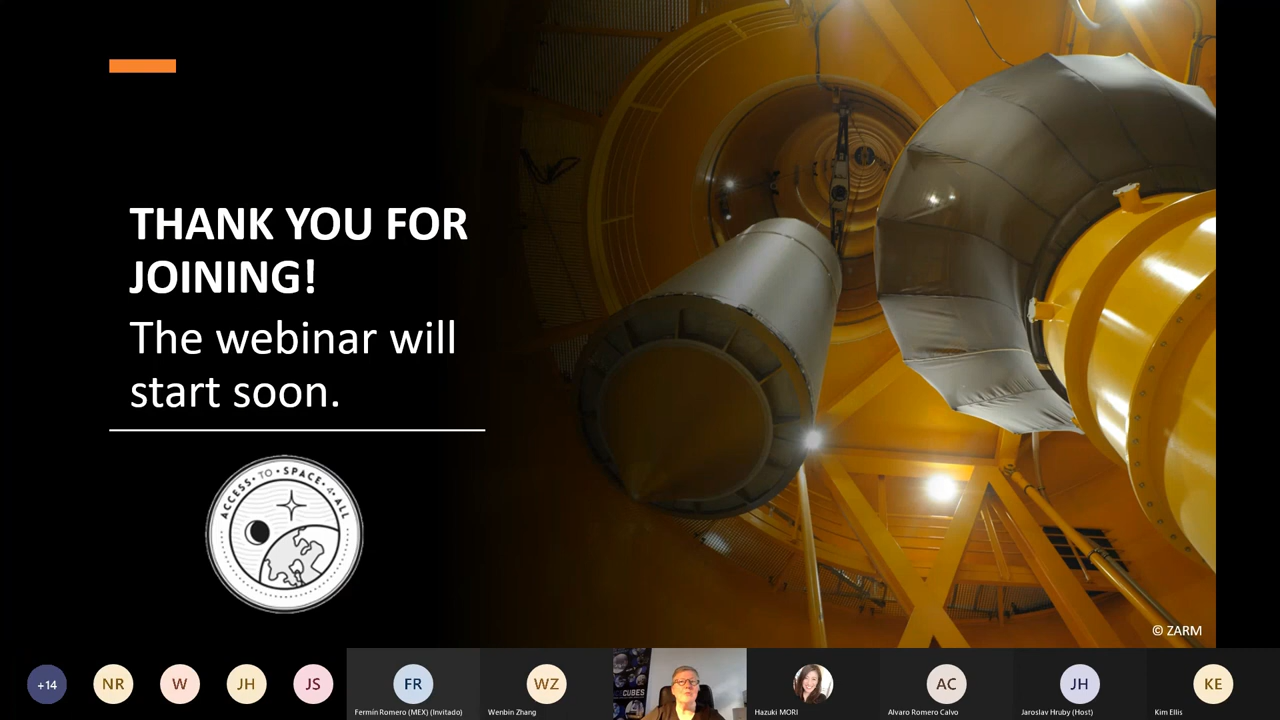 THANK YOU FOR
JOINING!
The webinar will
start soon.
ACCESS • TO • SPACE • 4 • ALL
© ZARM
CUBES
+14
NR
W
JH
JS
FR
WZ
AC
JH
KE
Fermín Romero (MEX) (Invitado)
Wenbin Zhang
Hazuki MORI
Alvaro Romero Calvo
Jaroslav Hruby (Host)
Kim Ellis